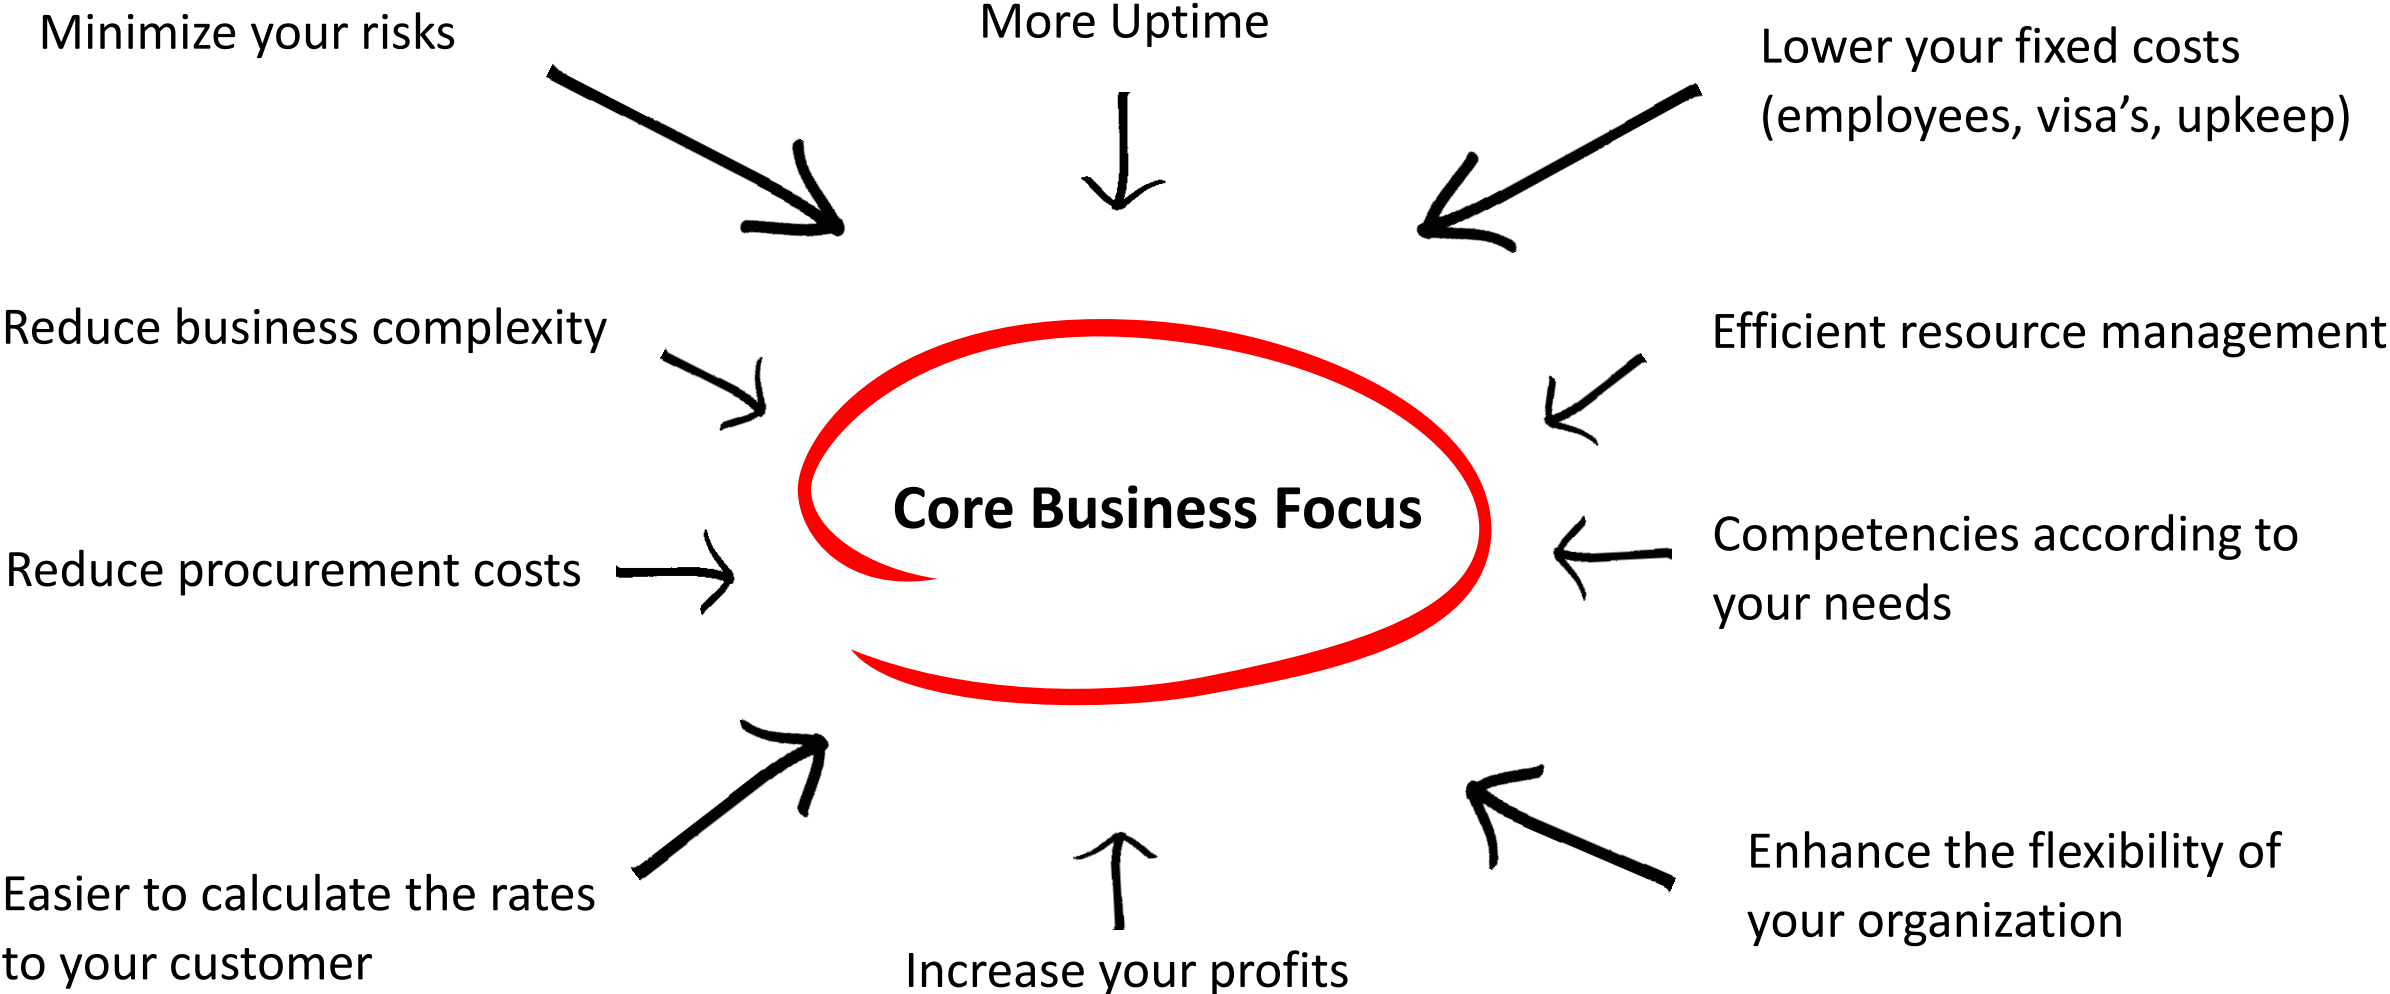 Minimize your risks
More Uptime
Lower your fixed costs
(employees, visa’s, upkeep)
Reduce business complexity
Efficient resource management
Core Business Focus
Reduce procurement costs
Competencies according to
your needs
Easier to calculate the rates
to your customer
Increase your profits
Enhance the flexibility of
your organization